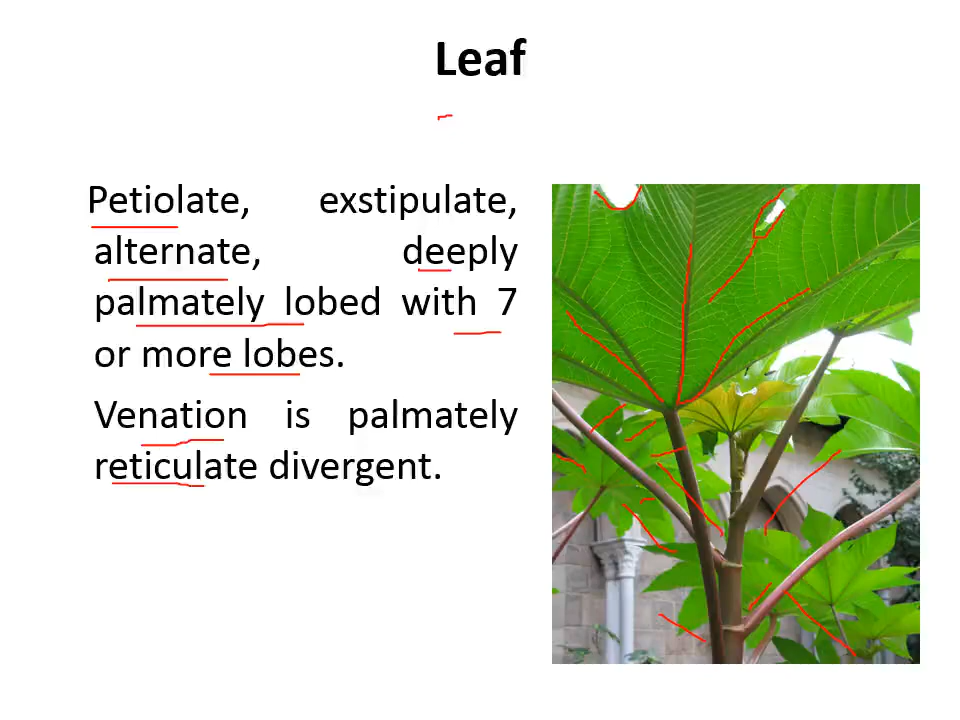 Leaf
Petiolate, exstipulate,
alternate, deeply
palmately lobed with 7
or more lobes.
Venation is palmately
reticulate divergent.